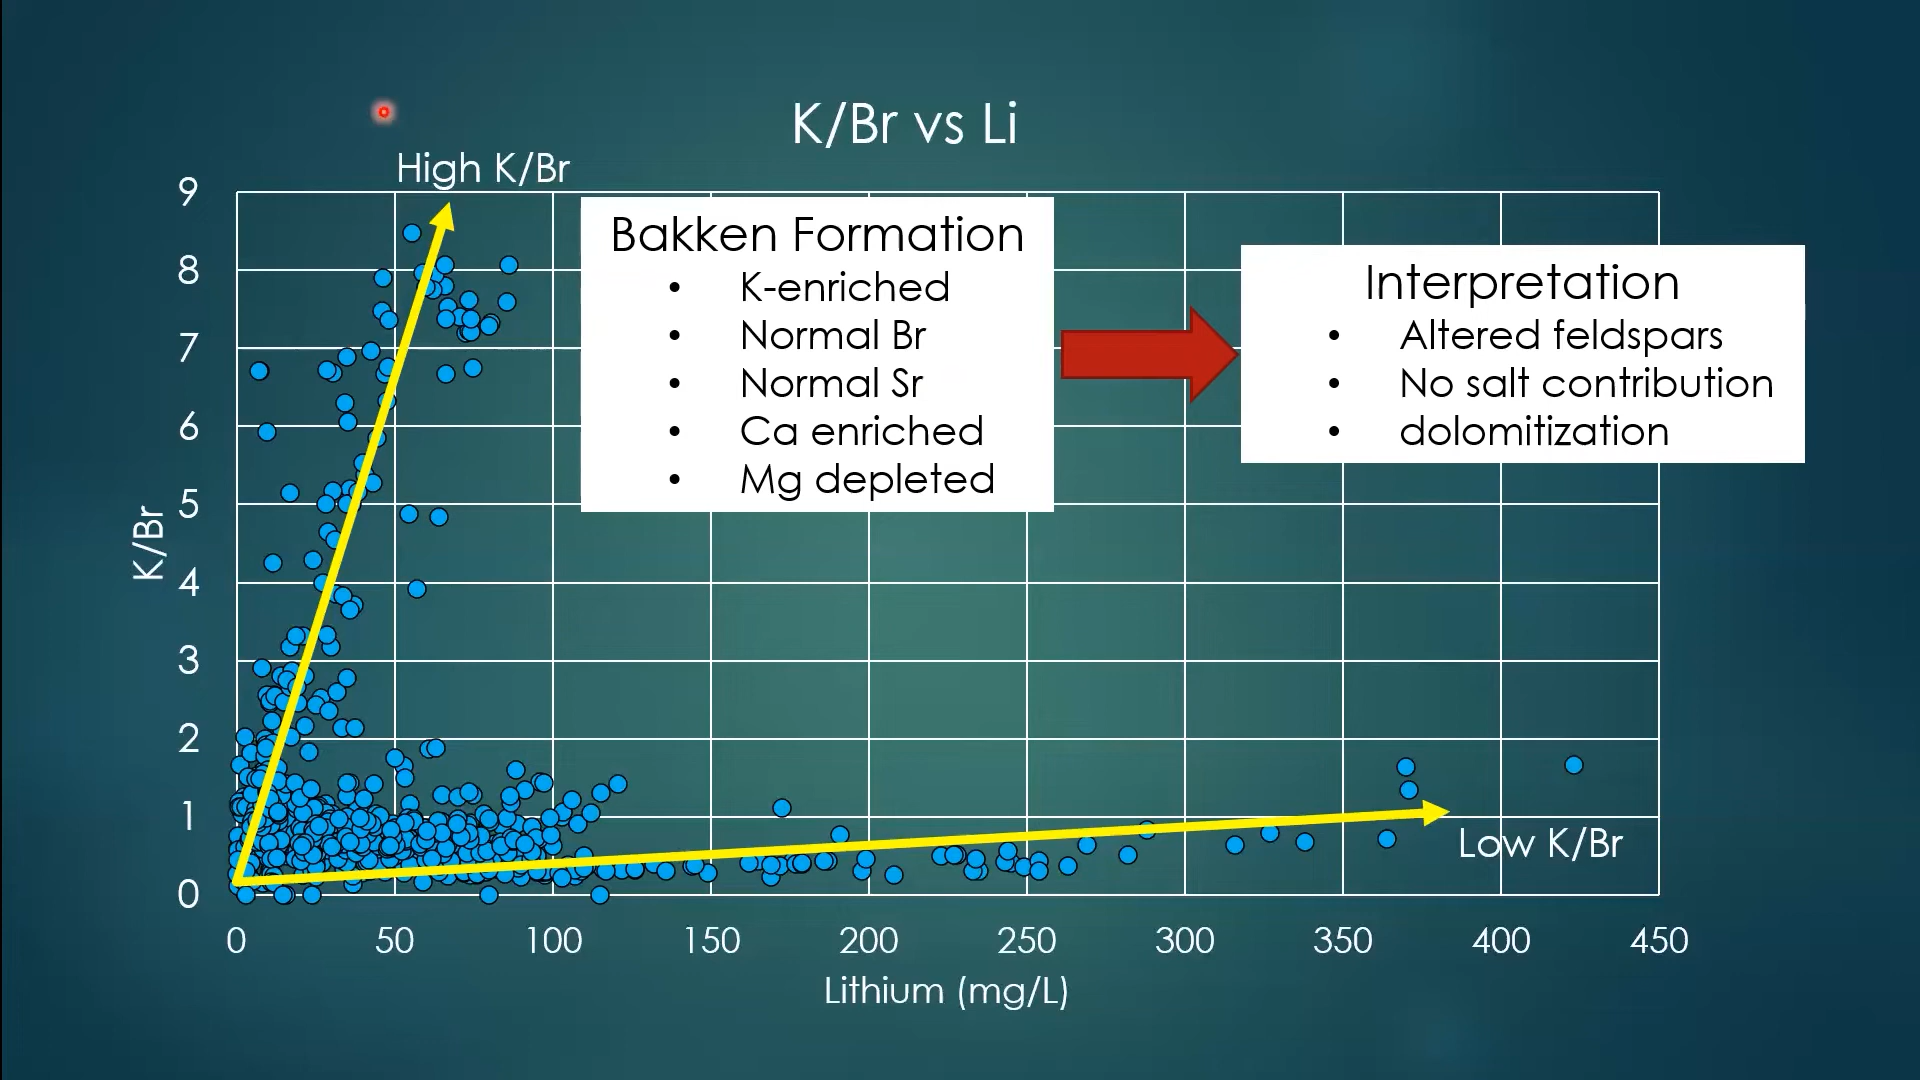 K/Br vs Li
High K/Br
9
8
7
6
5
4
3
2
1
0
K/Br
Bakken Formation
• K-enriched
• Normal Br
• Normal Sr
• Ca enriched
• Mg depleted
Interpretation
• Altered feldspars
• No salt contribution
• dolomitization
Low K/Br
0 50 100 150 200 250 300 350 400 450
Lithium (mg/L)